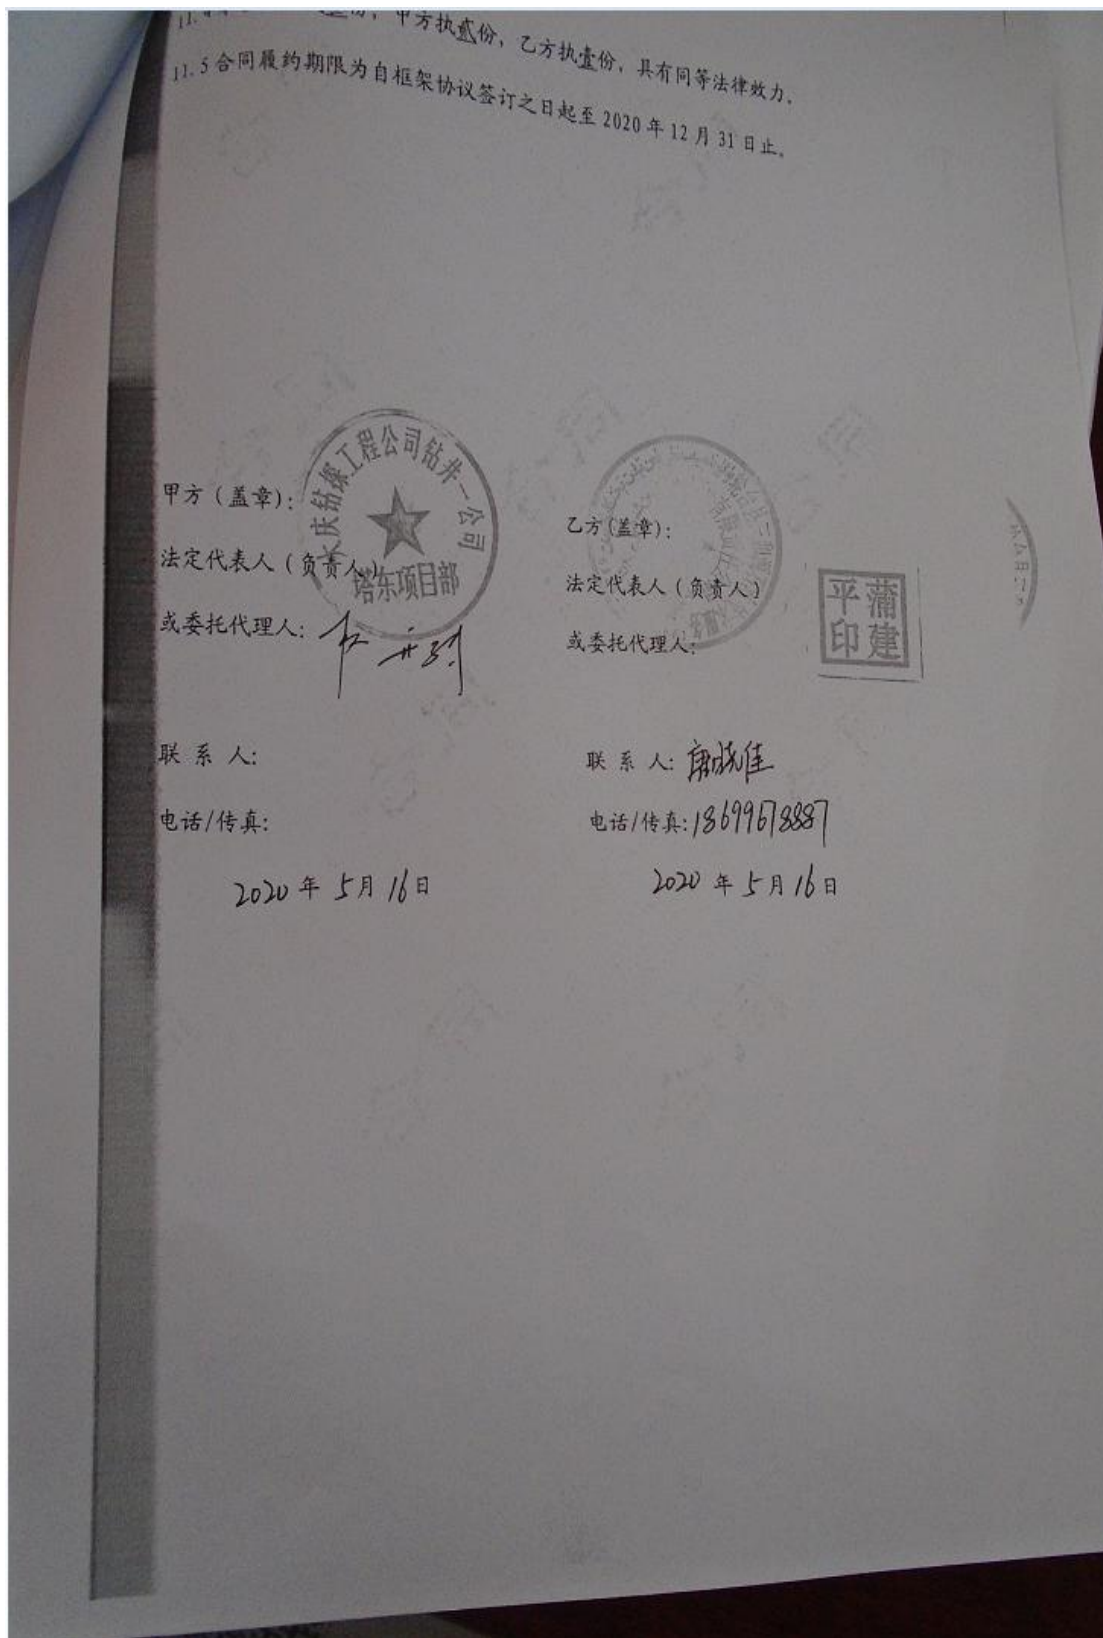 甲方执贰份，乙方执壹份，具有同等法律效力。
11.5合同履约期限为自框架协议签订之日起至2020年12月31日止。
长庆钻探工程公司钻井一公司
塔东项目部
甲方（盖章）：
法定代表人（负责人）
或委托代理人：
联系人：
电话/传真：
2020年5月16日
乙方(盖章)：
法定代表人（负责人）
或委托代理人：
蒲建
平印
联系人：唐晓佳
电话/传真：18699678887
2020年5月16日